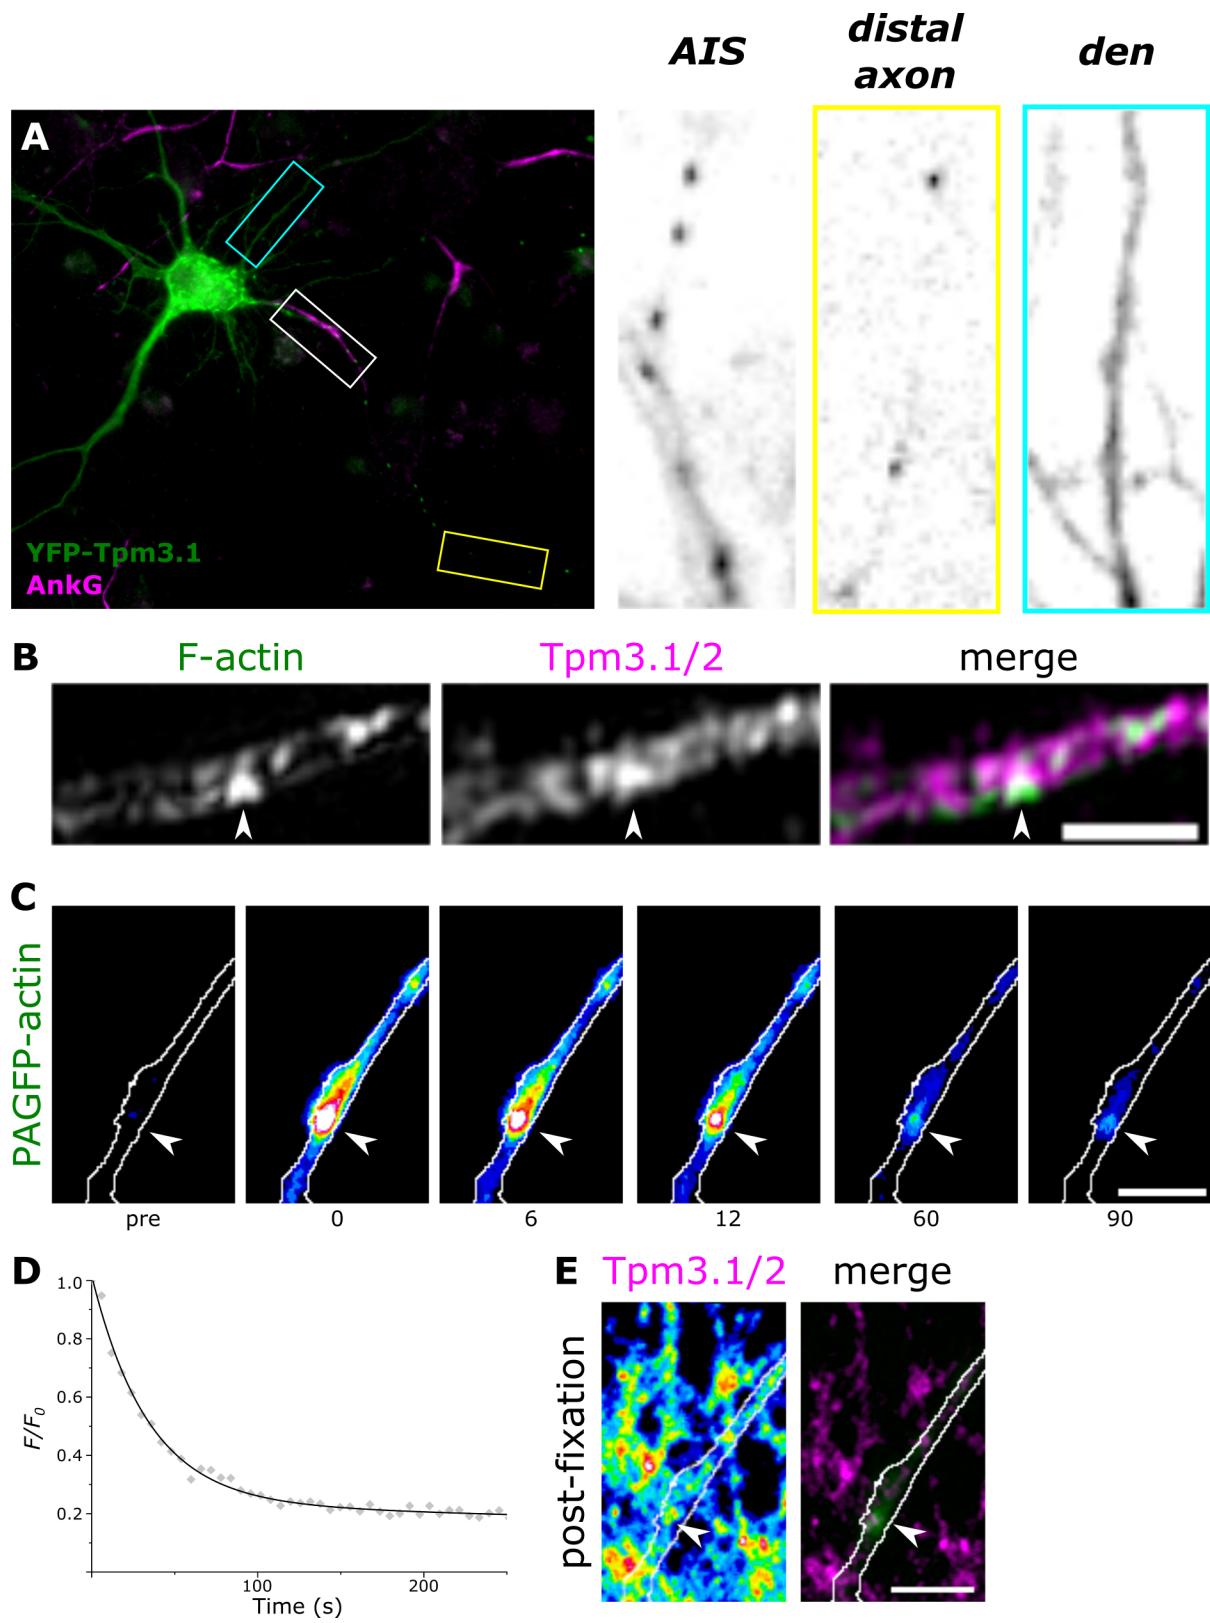 AIS
distal
axon
den
A
YFP-Tpm3.1
AnkG
B
F-actin
Tpm3.1/2
merge
C
PAGFP-actin
pre
0
6
12
60
90
D
1.0
0.8
0.6
0.4
0.2
F/F0
100
200
Time (s)
E
Tpm3.1/2
merge
post-fixation